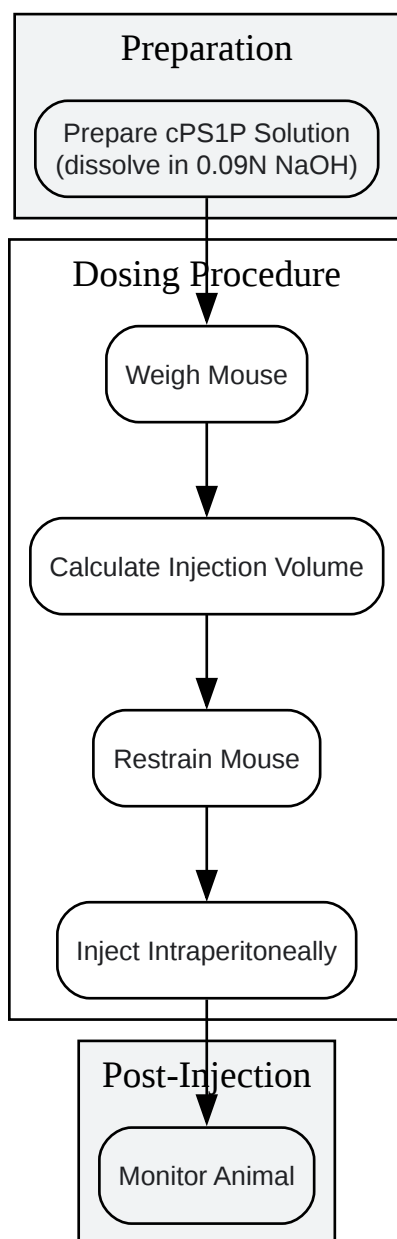 Preparation
Prepare cPS1P Solution
(dissolve in 0.09N NaOH)
Dosing Procedure
Weigh Mouse
Calculate Injection Volume
Restrain Mouse
Inject Intraperitoneally
Post-Injection
Monitor Animal